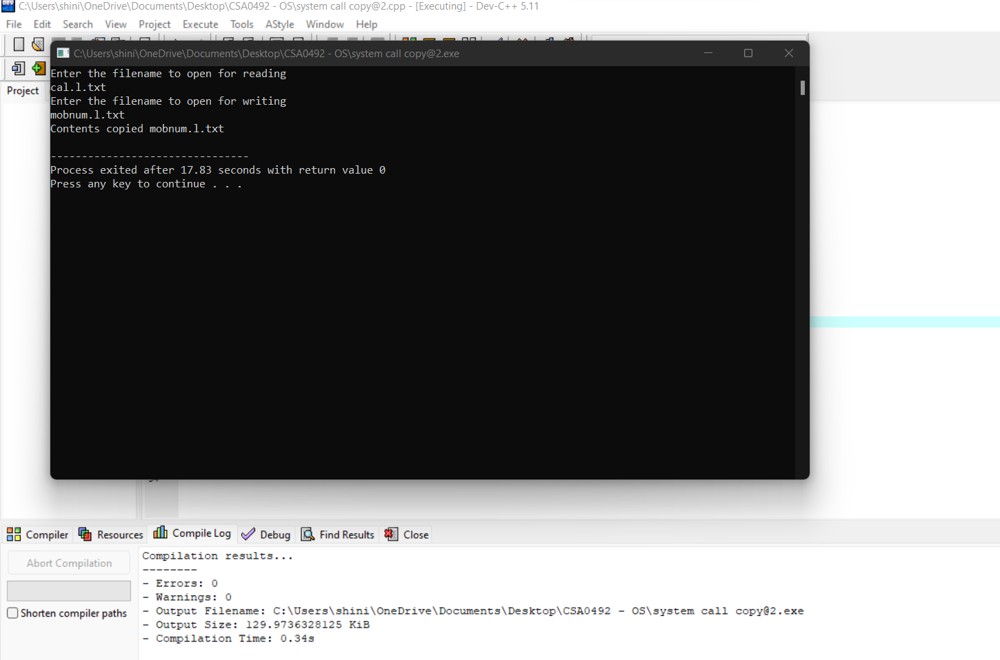 C:\Users\shini\OneDrive\Documents\Desktop\CSA0492 - OS\system call copy@2.cpp - [Executing] - Dev-C++ 5.11
File Edit Search View Project Execute Tools AStyle Window Help
C:\Users\shini\OneDrive\Documents\Desktop\CSA0492 - OS\system call copy@2.exe
Project
Enter the filename to open for reading
cal.l.txt
Enter the filename to open for writing
mobnum.l.txt
Contents copied mobnum.l.txt
--------------------------------
Process exited after 17.83 seconds with return value 0
Press any key to continue . . .
Compiler Resources Compile Log Debug Find Results Close
Abort Compilation
Shorten compiler paths
Compilation results...
--------
- Errors: 0
- Warnings: 0
- Output Filename: C:\Users\shini\OneDrive\Documents\Desktop\CSA0492 - OS\system call copy@2.exe
- Output Size: 129.9736328125 KiB
- Compilation Time: 0.34s